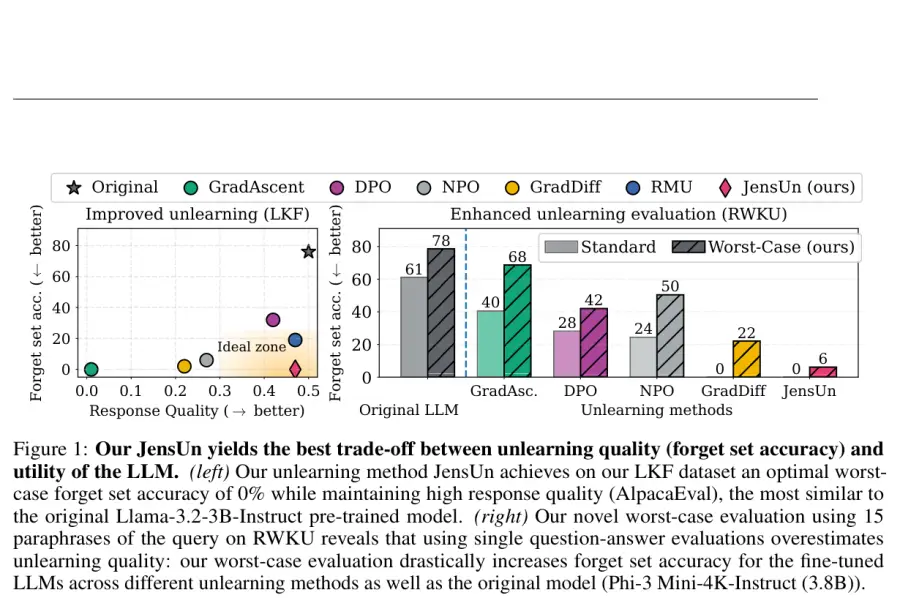 Original GradAscent DPO NPO GradDiff RMU JensUn (ours)
Improved unlearning (LKF)
Forget set acc. (← better)
80
60
40
20
0
Ideal zone
0.0 0.1 0.2 0.3 0.4 0.5
Response Quality (→ better)
Enhanced unlearning evaluation (RWKU)
Forget set acc. (← better)
80
60
40
20
0
Standard Worst-Case (ours)
61 78 40 68 28 42 24 50 0 22 0 6
GradAsc. DPO NPO GradDiff JensUn
Original LLM Unlearning methods
Figure 1: Our JensUn yields the best trade-off between unlearning quality (forget set accuracy) and
utility of the LLM. (left) Our unlearning method JensUn achieves on our LKF dataset an optimal worst-
case forget set accuracy of 0% while maintaining high response quality (AlpacaEval), the most similar to
the original Llama-3.2-3B-Instruct pre-trained model. (right) Our novel worst-case evaluation using 15
paraphrases of the query on RWKU reveals that using single question-answer evaluations overestimates
unlearning quality: our worst-case evaluation drastically increases forget set accuracy for the fine-tuned
LLMs across different unlearning methods as well as the original model (Phi-3 Mini-4K-Instruct (3.8B)).